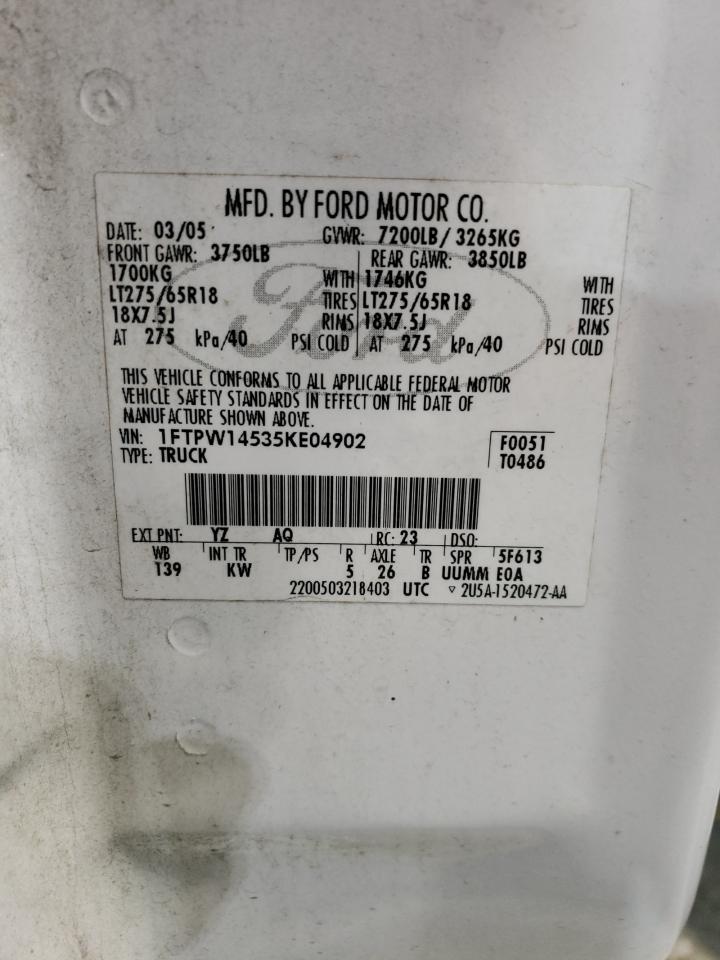 MFD. BY FORD MOTOR CO.
DATE: 03/05 GVWR: 7200LB/ 3265KG
FRONT GAWR: 3750LB REAR GAWR: 3850LB
1700KG WITH 1746KG WITH
LT275/65R18 TIRES LT275/65R18 TIRES
18X7.5J RIMS 18X7.5J RIMS
AT 275 kPa/40 PSI COLD AT 275 kPa/40 PSI COLD
Ford
THIS VEHICLE CONFORMS TO ALL APPLICABLE FEDERAL MOTOR
VEHICLE SAFETY STANDARDS IN EFFECT ON THE DATE OF
MANUFACTURE SHOWN ABOVE.
VIN: 1FTPW14535KE04902 F0051
TYPE: TRUCK T0486
EXT PNT: YZ AQ RC: 23 DSO:
WB INT TR TP/PS R AXLE TR SPR 5F613
139 KW 5 26 B UUMM E0A
2200503218403 UTC ▽ 2U5A-1520472-AA